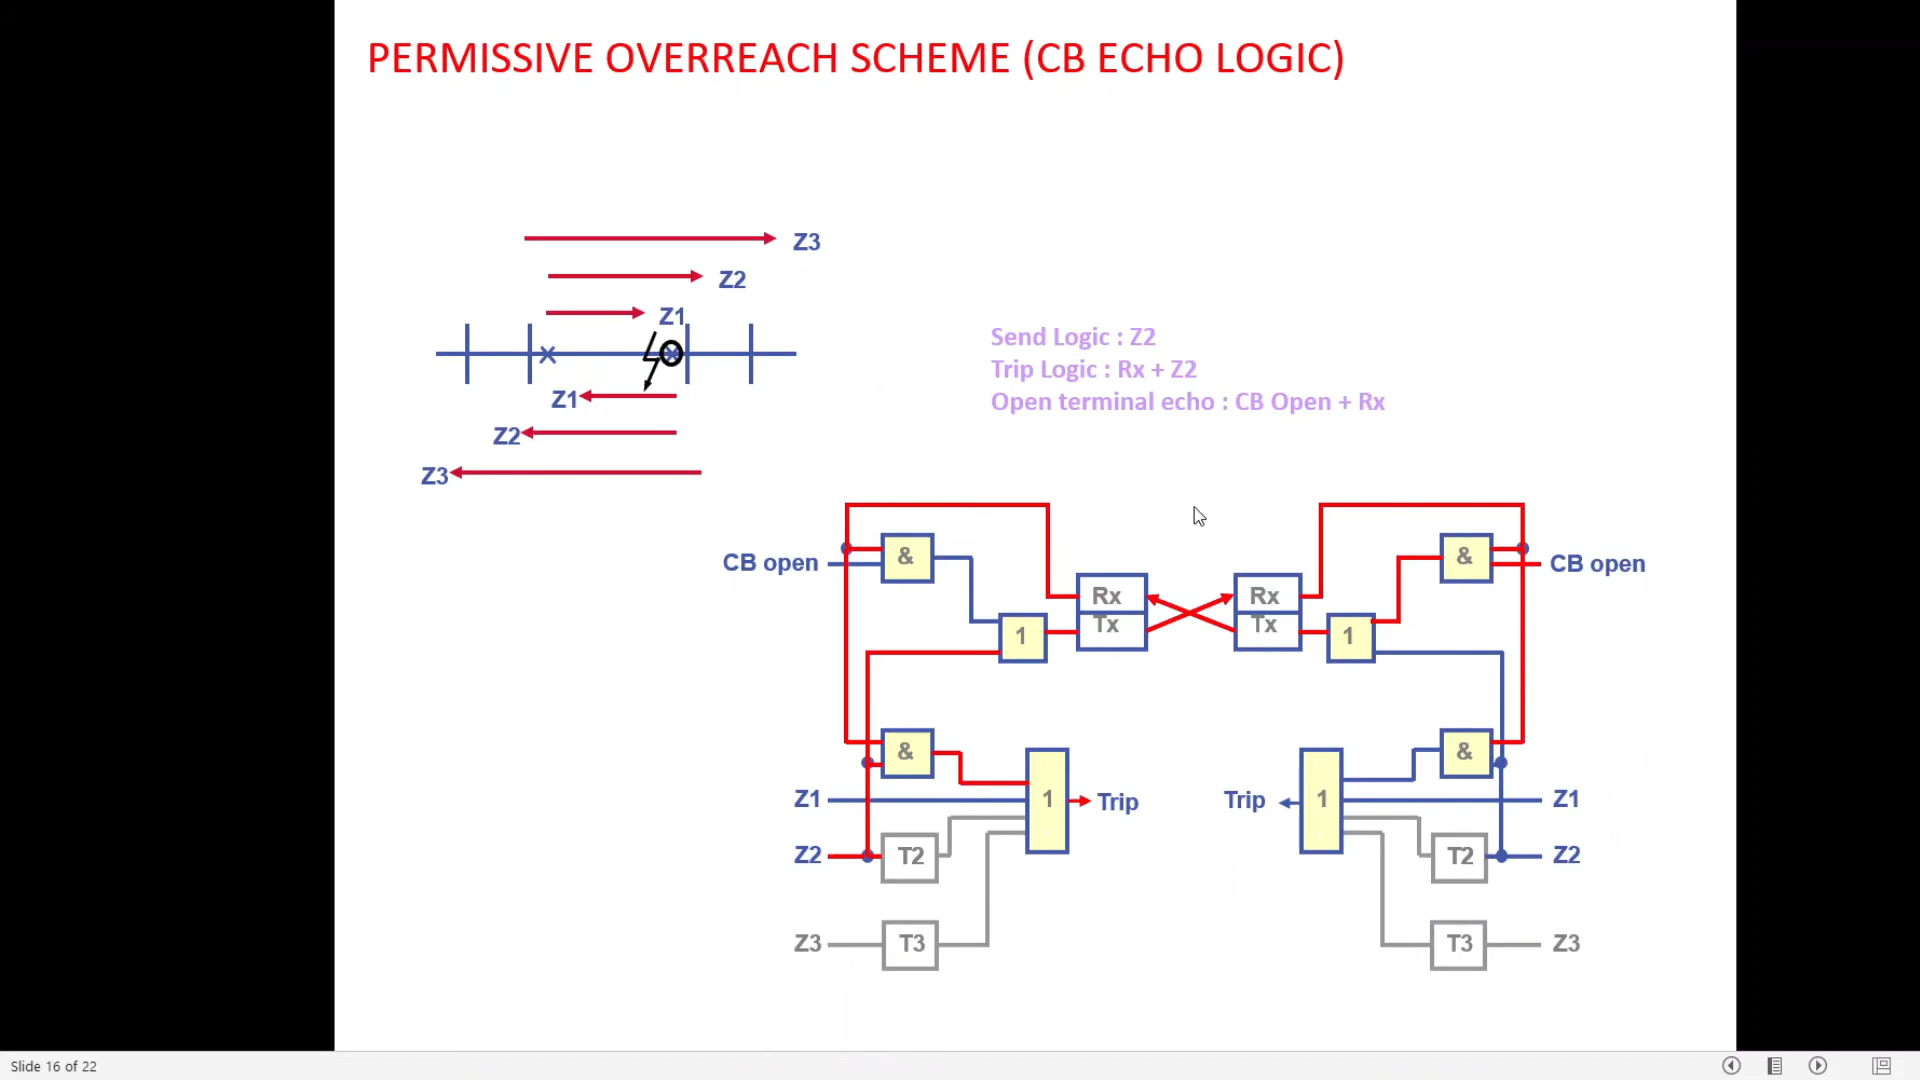 PERMISSIVE OVERREACH SCHEME (CB ECHO LOGIC)
Z3
Z2
Z1
Z1
Z2
Z3
Send Logic : Z2
Trip Logic : Rx + Z2
Open terminal echo : CB Open + Rx
CB open
&
&
CB open
Rx
Rx
Tx
Tx
1
1
&
&
Z1
1
Trip
Trip
1
Z1
Z2
T2
T2
Z2
Z3
T3
T3
Z3
Slide 16 of 22